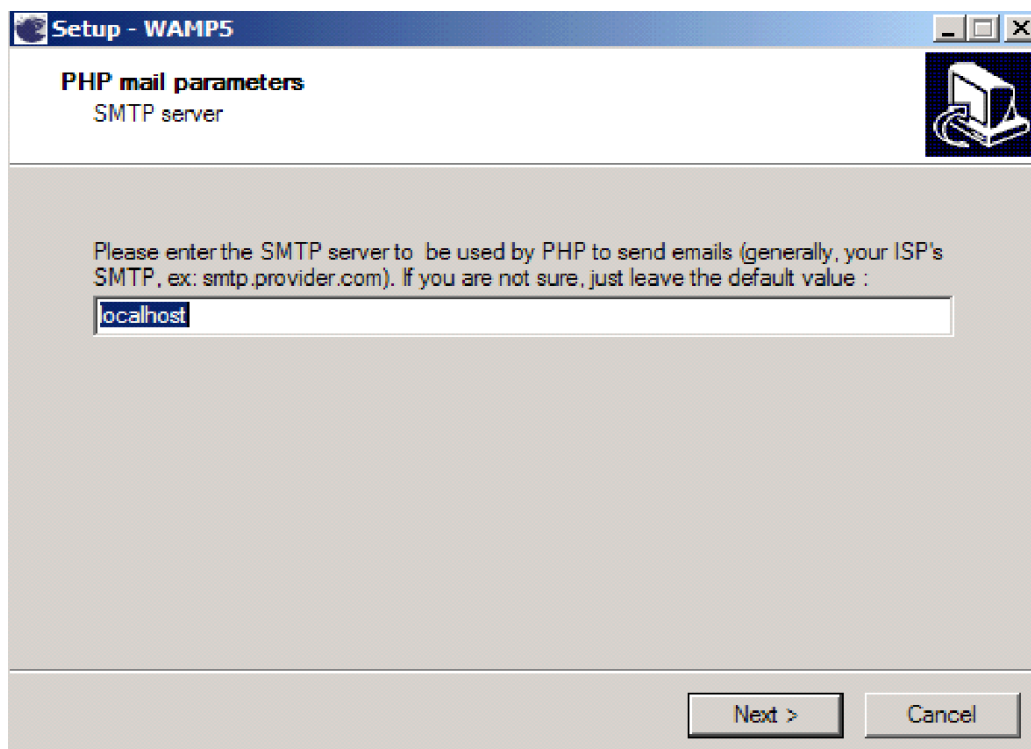 Setup - WAMP5
PHP mail parameters
SMTP server
Please enter the SMTP server to  be used by PHP to send emails (generally, your ISP's
SMTP, ex: smtp.provider.com). If you are not sure, just leave the default value :
localhost
Next >
Cancel